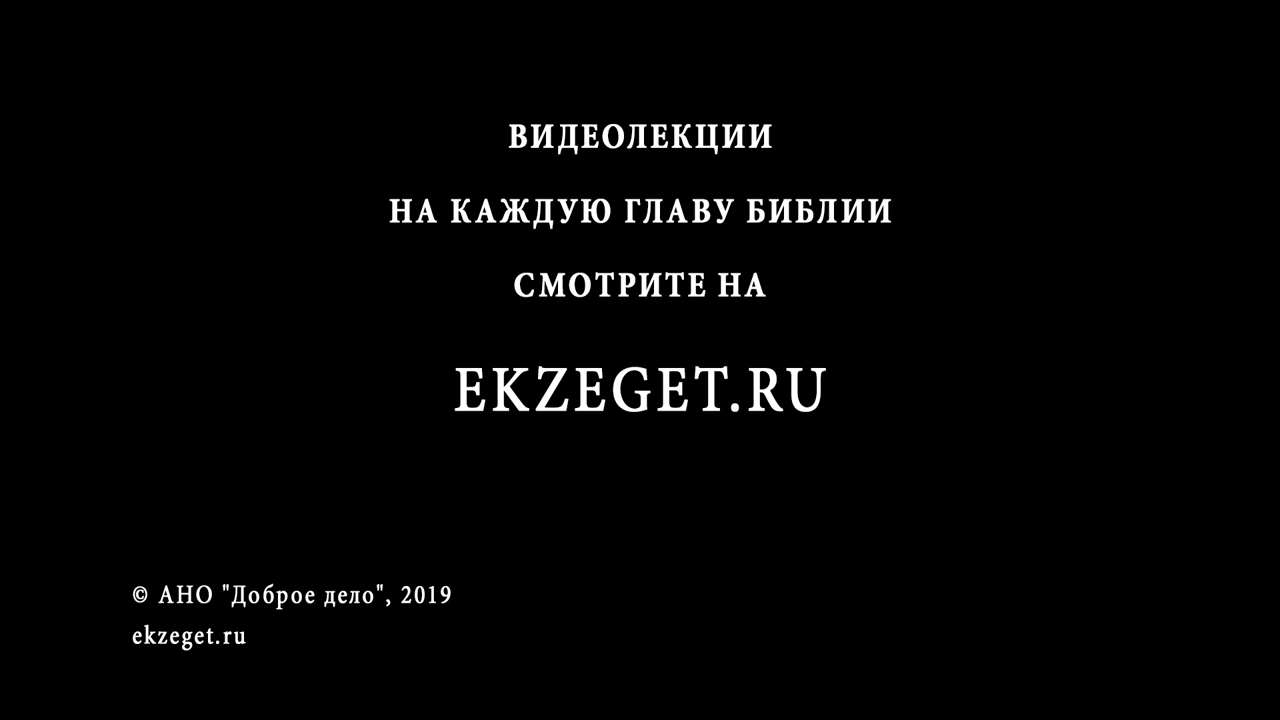 ВИДЕОЛЕКЦИИ
НА КАЖДУЮ ГЛАВУ БИБЛИИ
СМОТРИТЕ НА
EKZEGET.RU
© АНО "Доброе дело", 2019
ekzeget.ru